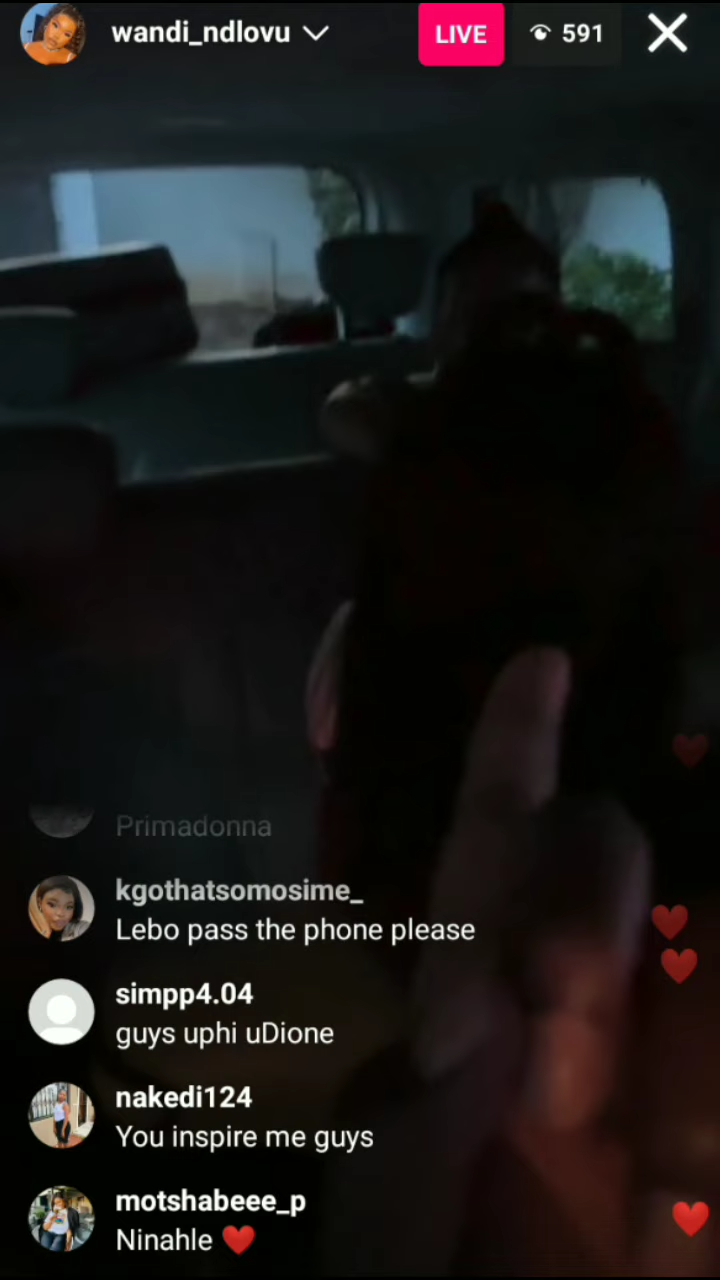 wandi_ndlovu
LIVE
591
Primadonna
kgothatsomosime_
Lebo pass the phone please
simpp4.04
guys uphi uDione
nakedi124
You inspire me guys
motshabeee_p
Ninahle ❤️